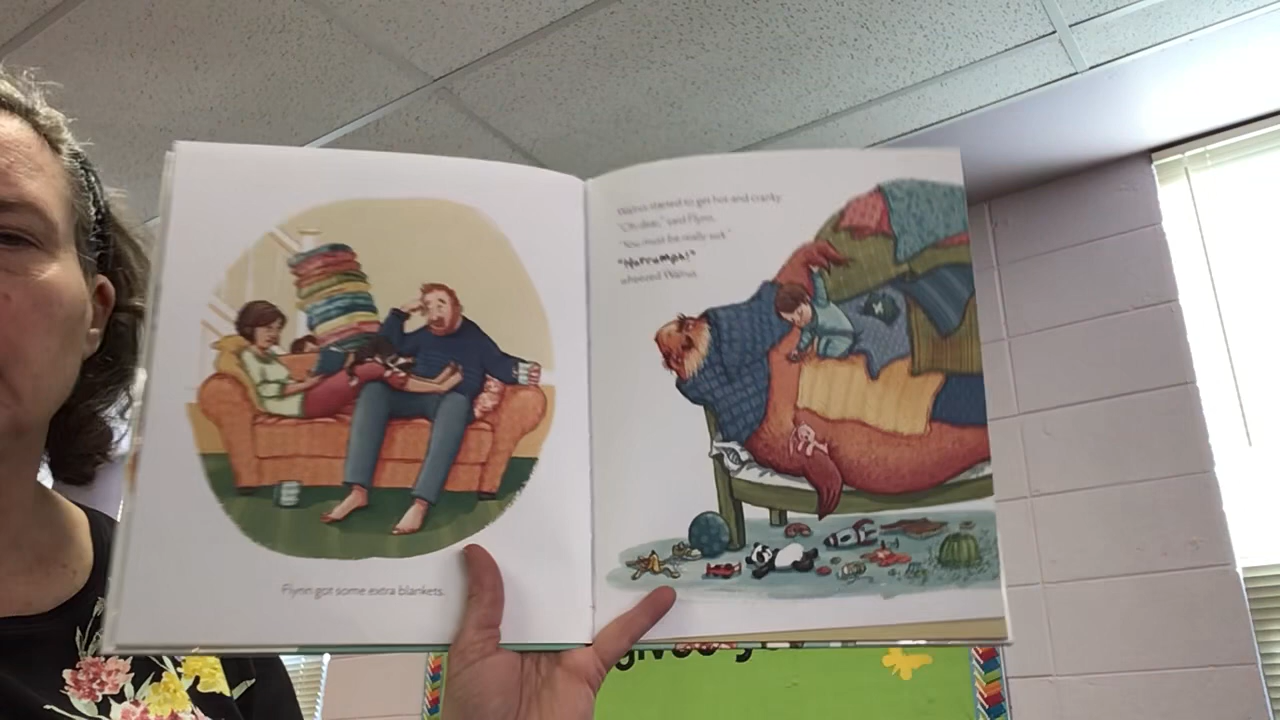 Flynn got some extra blankets.
Walrus started to get hot and cranky.
"Oh dear," said Flynn.
"You must be really sick."
"Harrumph!"
wheezed Walrus.